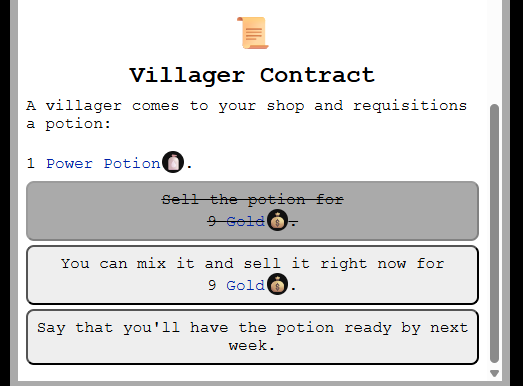 Villager Contract
A villager comes to your shop and requisitions
a potion:
1 Power Potion.
Sell the potion for
9 Gold.
You can mix it and sell it right now for
9 Gold.
Say that you'll have the potion ready by next
week.